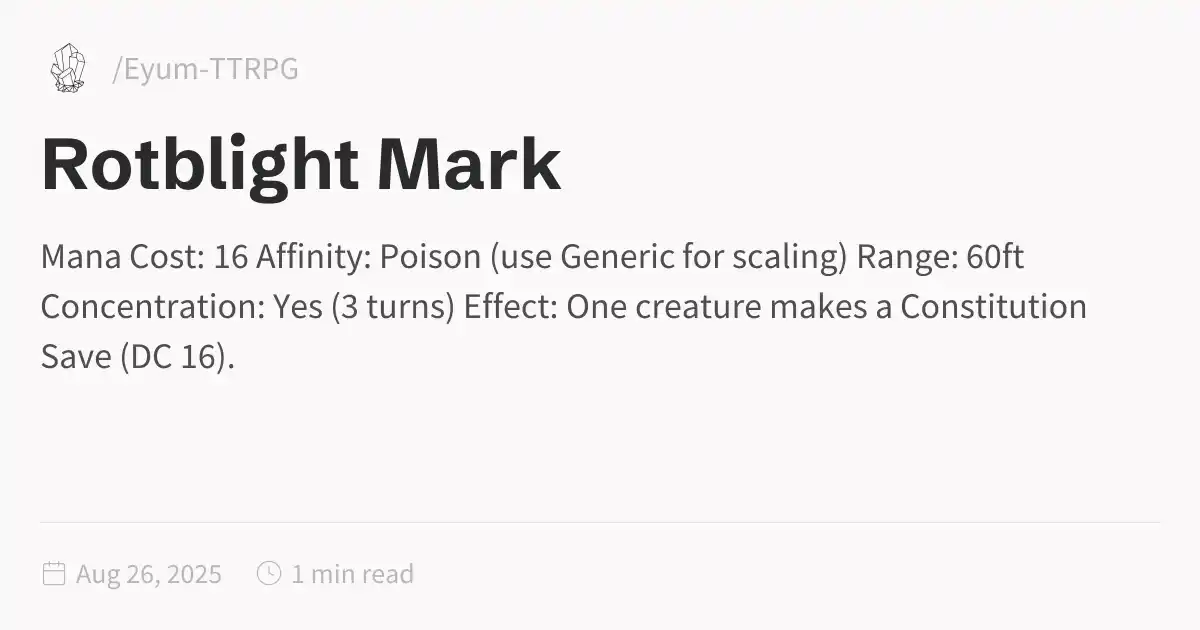 /Eyum-TTRPG
Rotblight Mark
Mana Cost: 16 Affinity: Poison (use Generic for scaling) Range: 60ft
Concentration: Yes (3 turns) Effect: One creature makes a Constitution
Save (DC 16).
Aug 26, 2025 1 min read